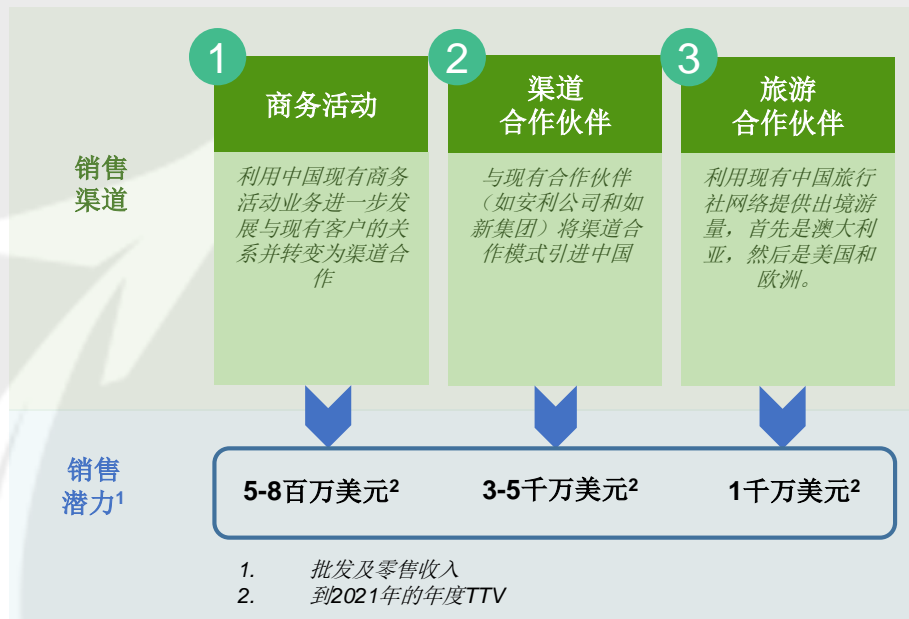 1
商务活动
2
渠道
合作伙伴
3
旅游
合作伙伴
销售
渠道
利用中国现有商务
活动业务进一步发
展与现有客户的关
系并转变为渠道合
作
与现有合作伙伴
（如安利公司和如
新集团）将渠道合
作模式引进中国
利用现有中国旅行
社网络提供出境游
量，首先是澳大利
亚，然后是美国和
欧洲。
销售
潜力1
5-8百万美元2
3-5千万美元2
1千万美元2
1. 批发及零售收入
2. 到2021年的年度TTV